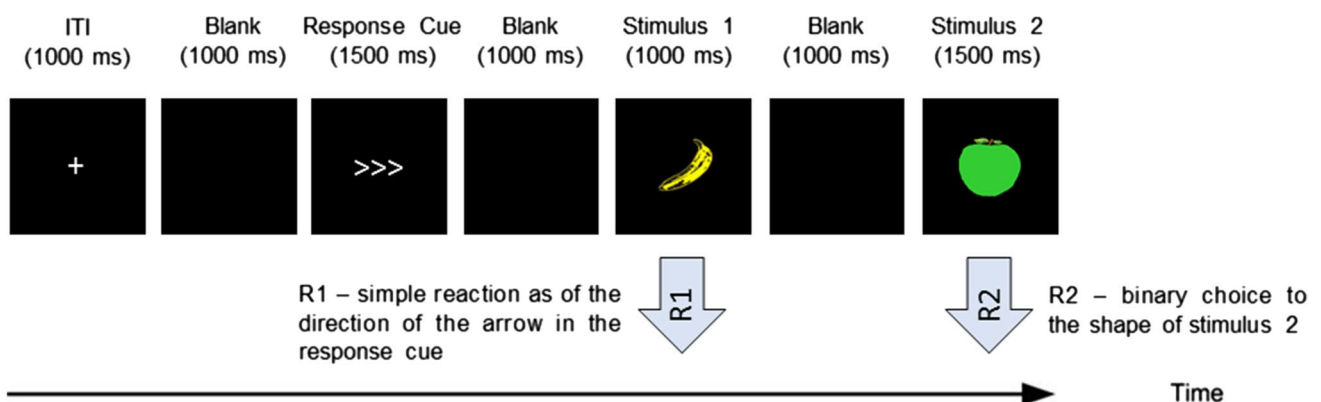 ITI
(1000 ms)
Blank
(1000 ms)
Response Cue
(1500 ms)
Blank
(1000 ms)
Stimulus 1
(1000 ms)
Blank
(1000 ms)
Stimulus 2
(1500 ms)
+
>>>
R1 – simple reaction as of the
direction of the arrow in the
response cue
R1
R2
R2 – binary choice to
the shape of stimulus 2
Time